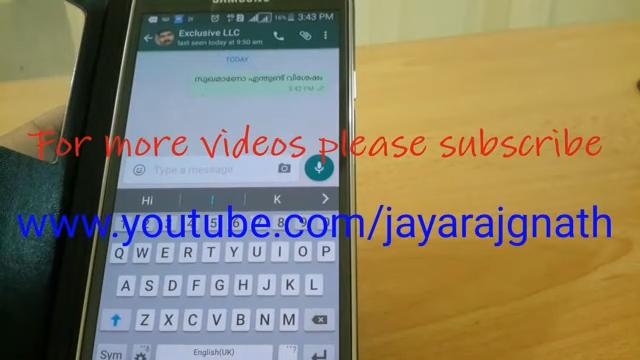 SAMSUNG
16% 3:43 PM
Exclusive LLC
last seen today at 9:50 am
TODAY
സുഖമാണോ എന്തുണ്ട് വിശേഷം
3:42 PM
For more videos please subscribe
Type a message
Hi I K
www.youtube.com/jayarajgnath
Q W E R T Y U I O P
A S D F G H J K L
Z X C V B N M
Sym English(UK)